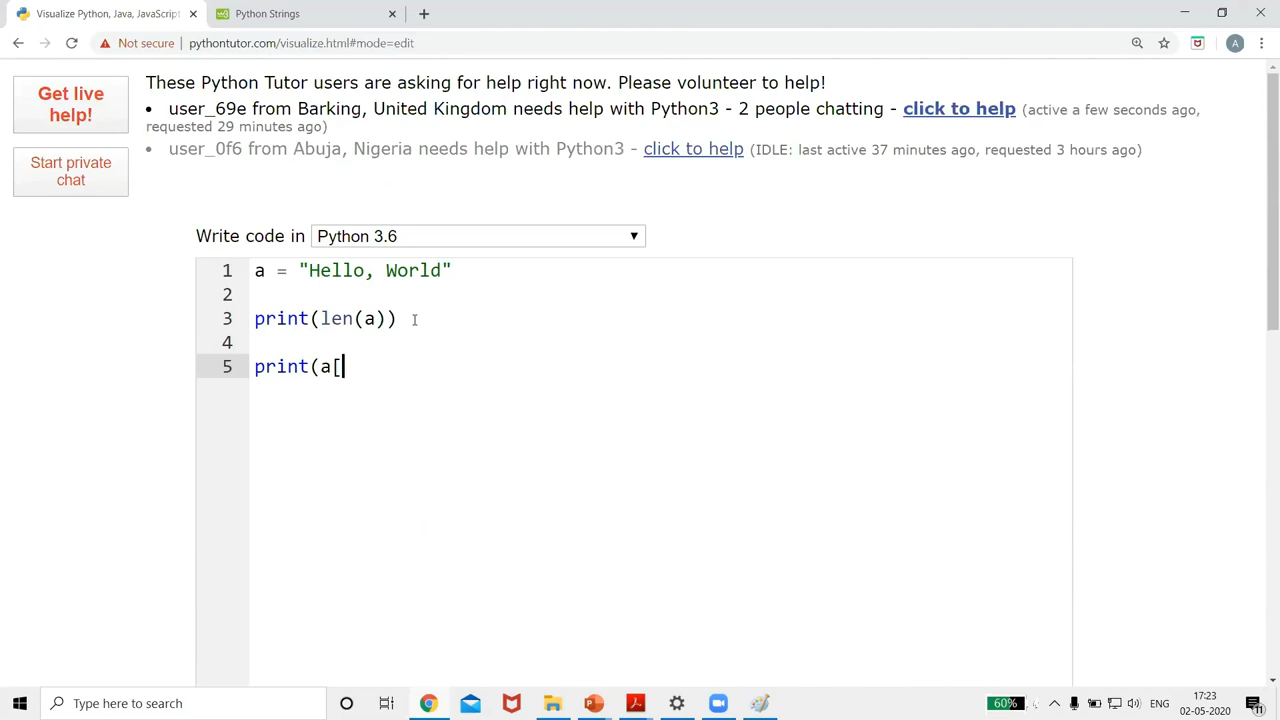 Visualize Python, Java, JavaScript
Python Strings
Not secure
pythontutor.com/visualize.html#mode=edit
A
Get live
help!
These Python Tutor users are asking for help right now. Please volunteer to help!
• user_69e from Barking, United Kingdom needs help with Python3 - 2 people chatting - click to help (active a few seconds ago,
requested 29 minutes ago)
• user_0f6 from Abuja, Nigeria needs help with Python3 - click to help (IDLE: last active 37 minutes ago, requested 3 hours ago)
Start private
chat
Write code in Python 3.6
1 a = "Hello, World"
2
3 print(len(a))
4
5 print(a[
Type here to search
60%
ENG
17:23
02-05-2020
11